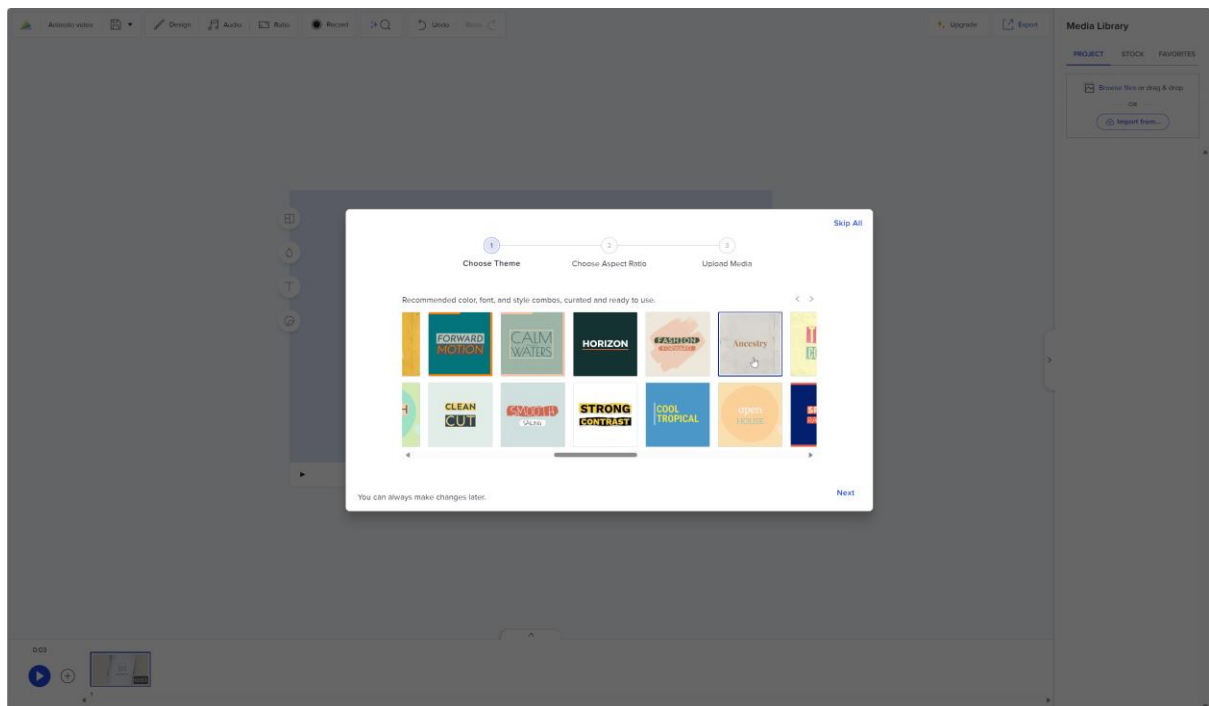 Animoto video
Design
Audio
Ratio
Record
Undo
Redo
Upgrade
Export
Media Library
PROJECT STOCK FAVORITES
Browse files or drag & drop
OR
Import from...
Skip All
1 2 3
Choose Theme Choose Aspect Ratio Upload Media
Recommended color, font, and style combos, curated and ready to use.
FORWARD
MOTION
CALM
WATERS
HORIZON
FASHION
FORWARD
Ancestry
CLEAN
CUT
SMOOTH
SAILING
STRONG
CONTRAST
COOL
TROPICAL
open
HOUSE
You can always make changes later.
Next
0:03
1